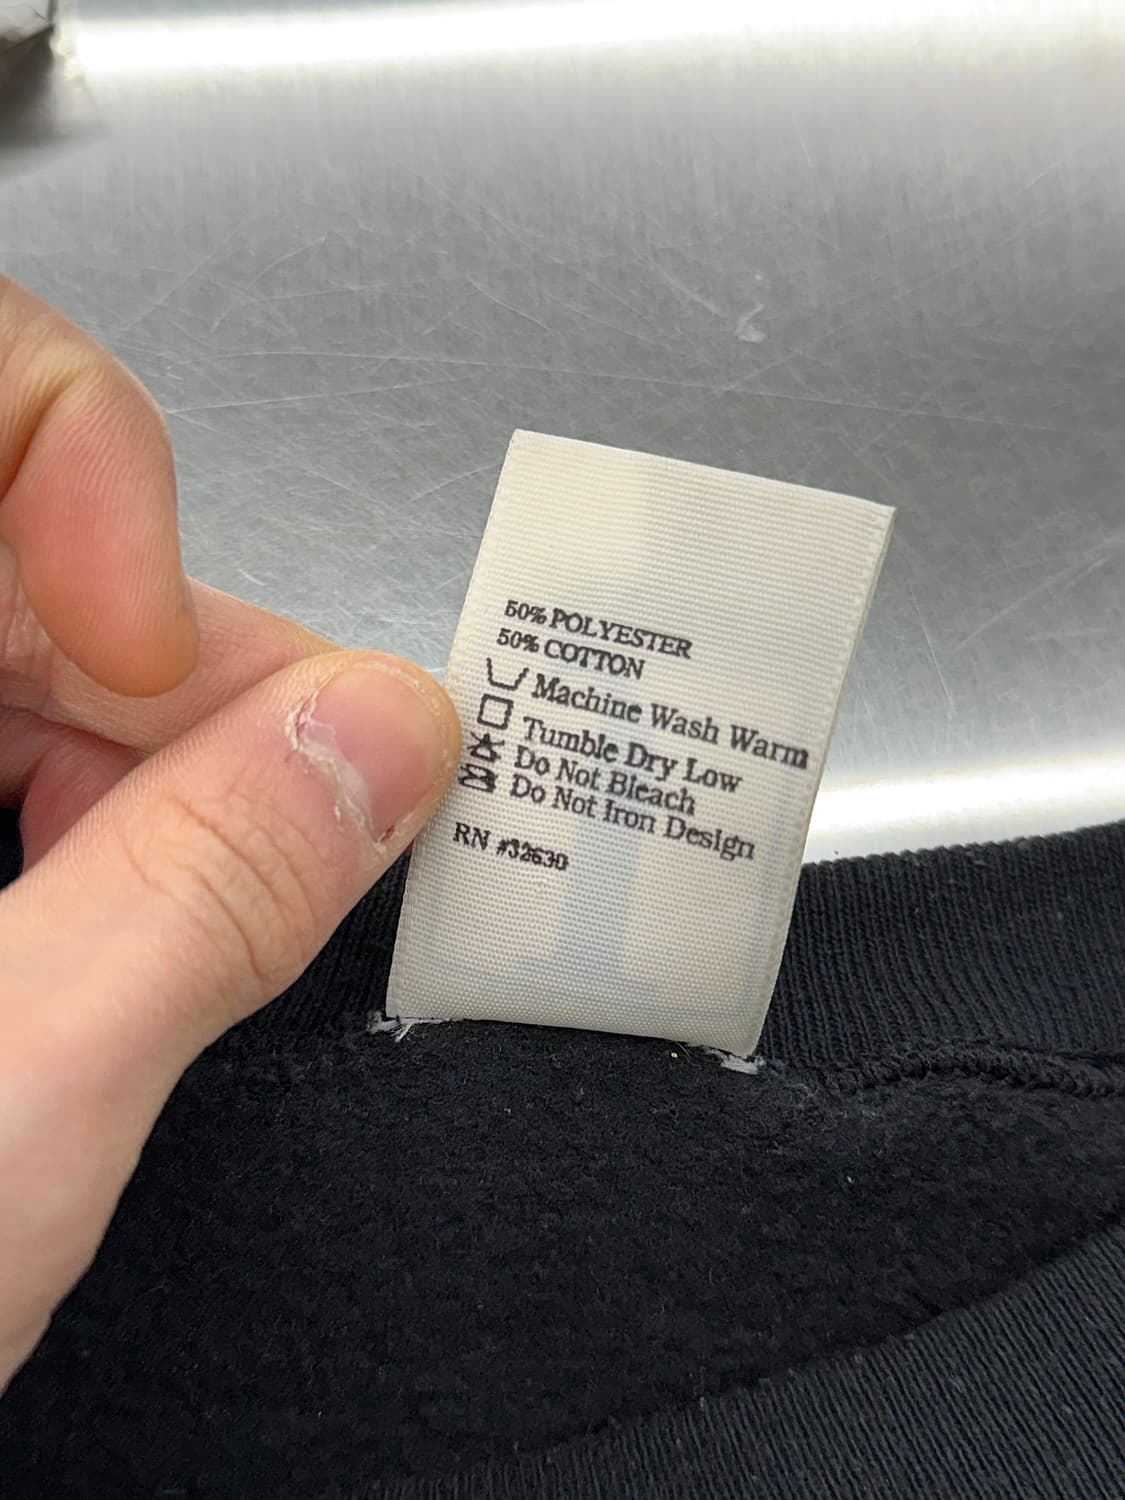 50% POLYESTER
50% COTTON
Machine Wash Warm
Tumble Dry Low
Do Not Bleach
Do Not Iron Design
RN #32630